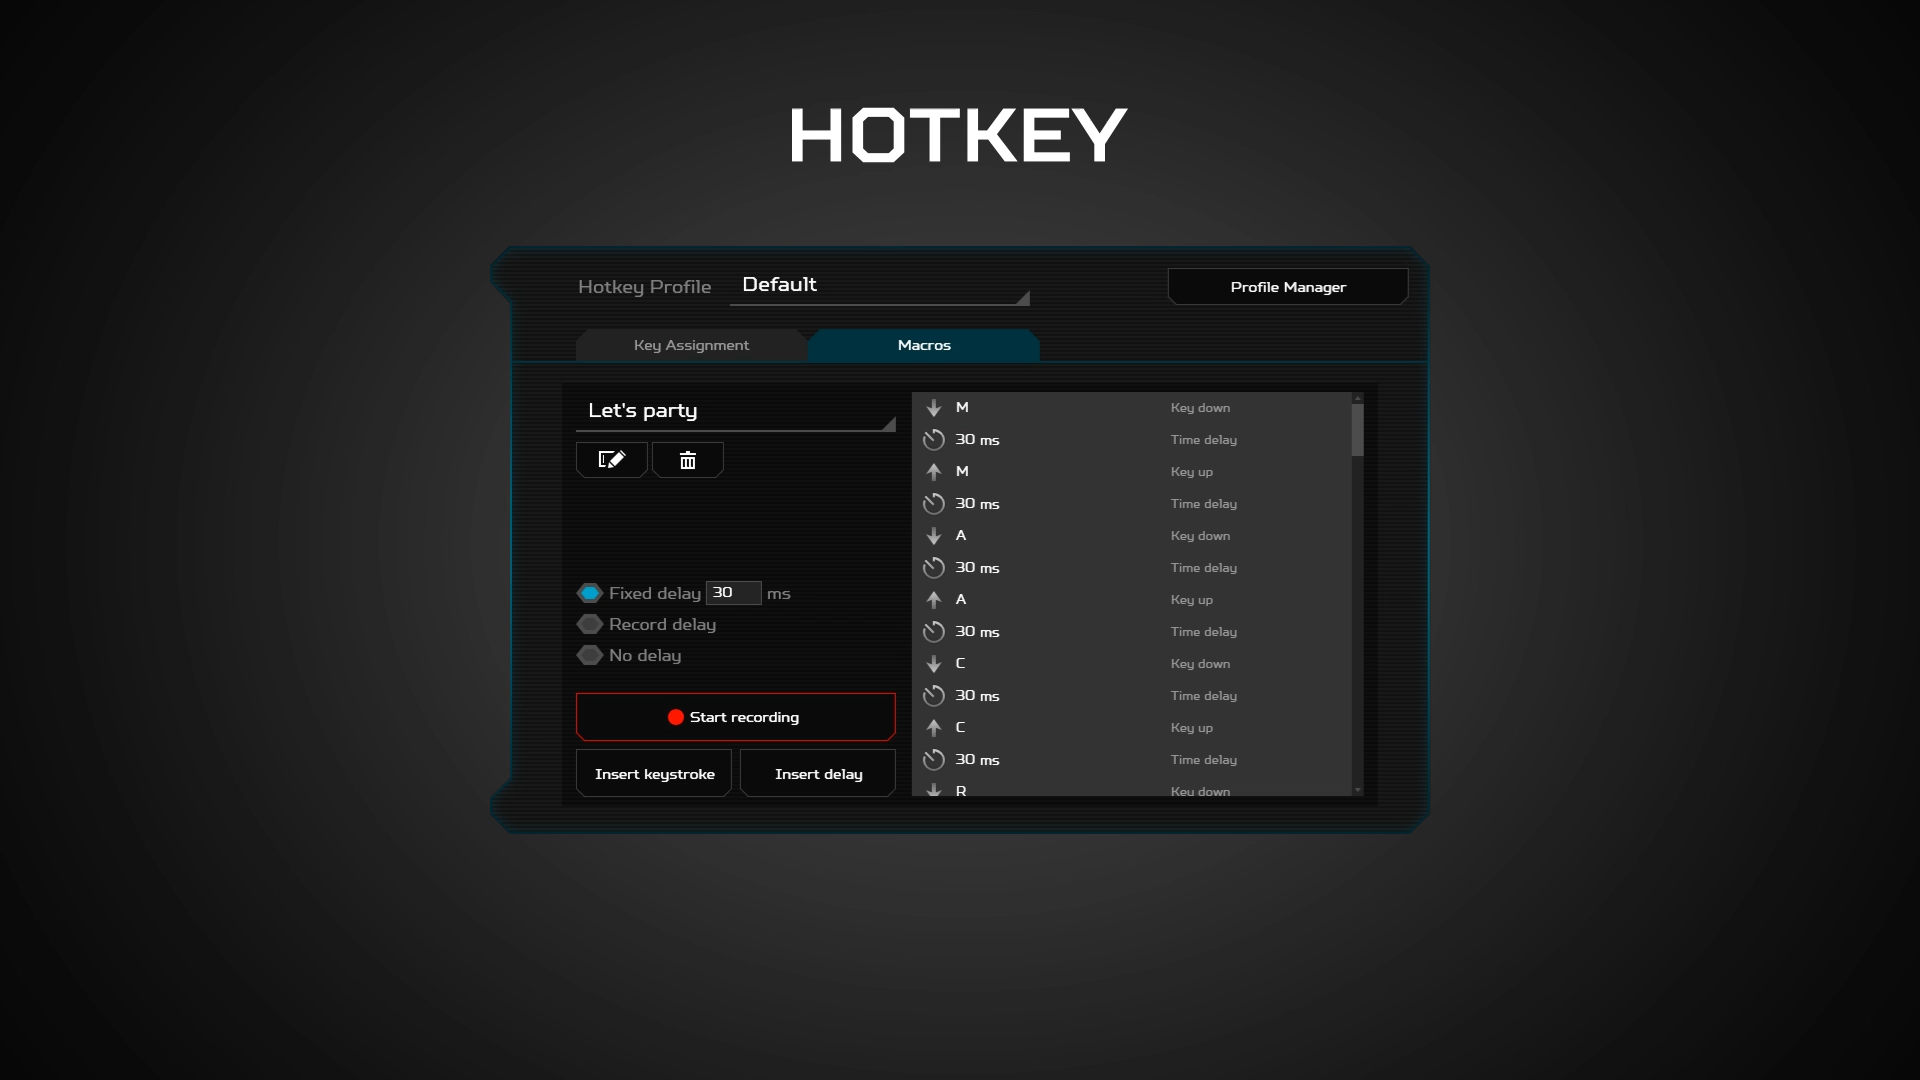 HOTKEY
Hotkey Profile Default Profile Manager
Key Assignment Macros
Let's party
Fixed delay 30 ms
Record delay
No delay
Start recording
Insert keystroke Insert delay
M Key down
30 ms Time delay
M Key up
30 ms Time delay
A Key down
30 ms Time delay
A Key up
30 ms Time delay
C Key down
30 ms Time delay
C Key up
30 ms Time delay
R Key down